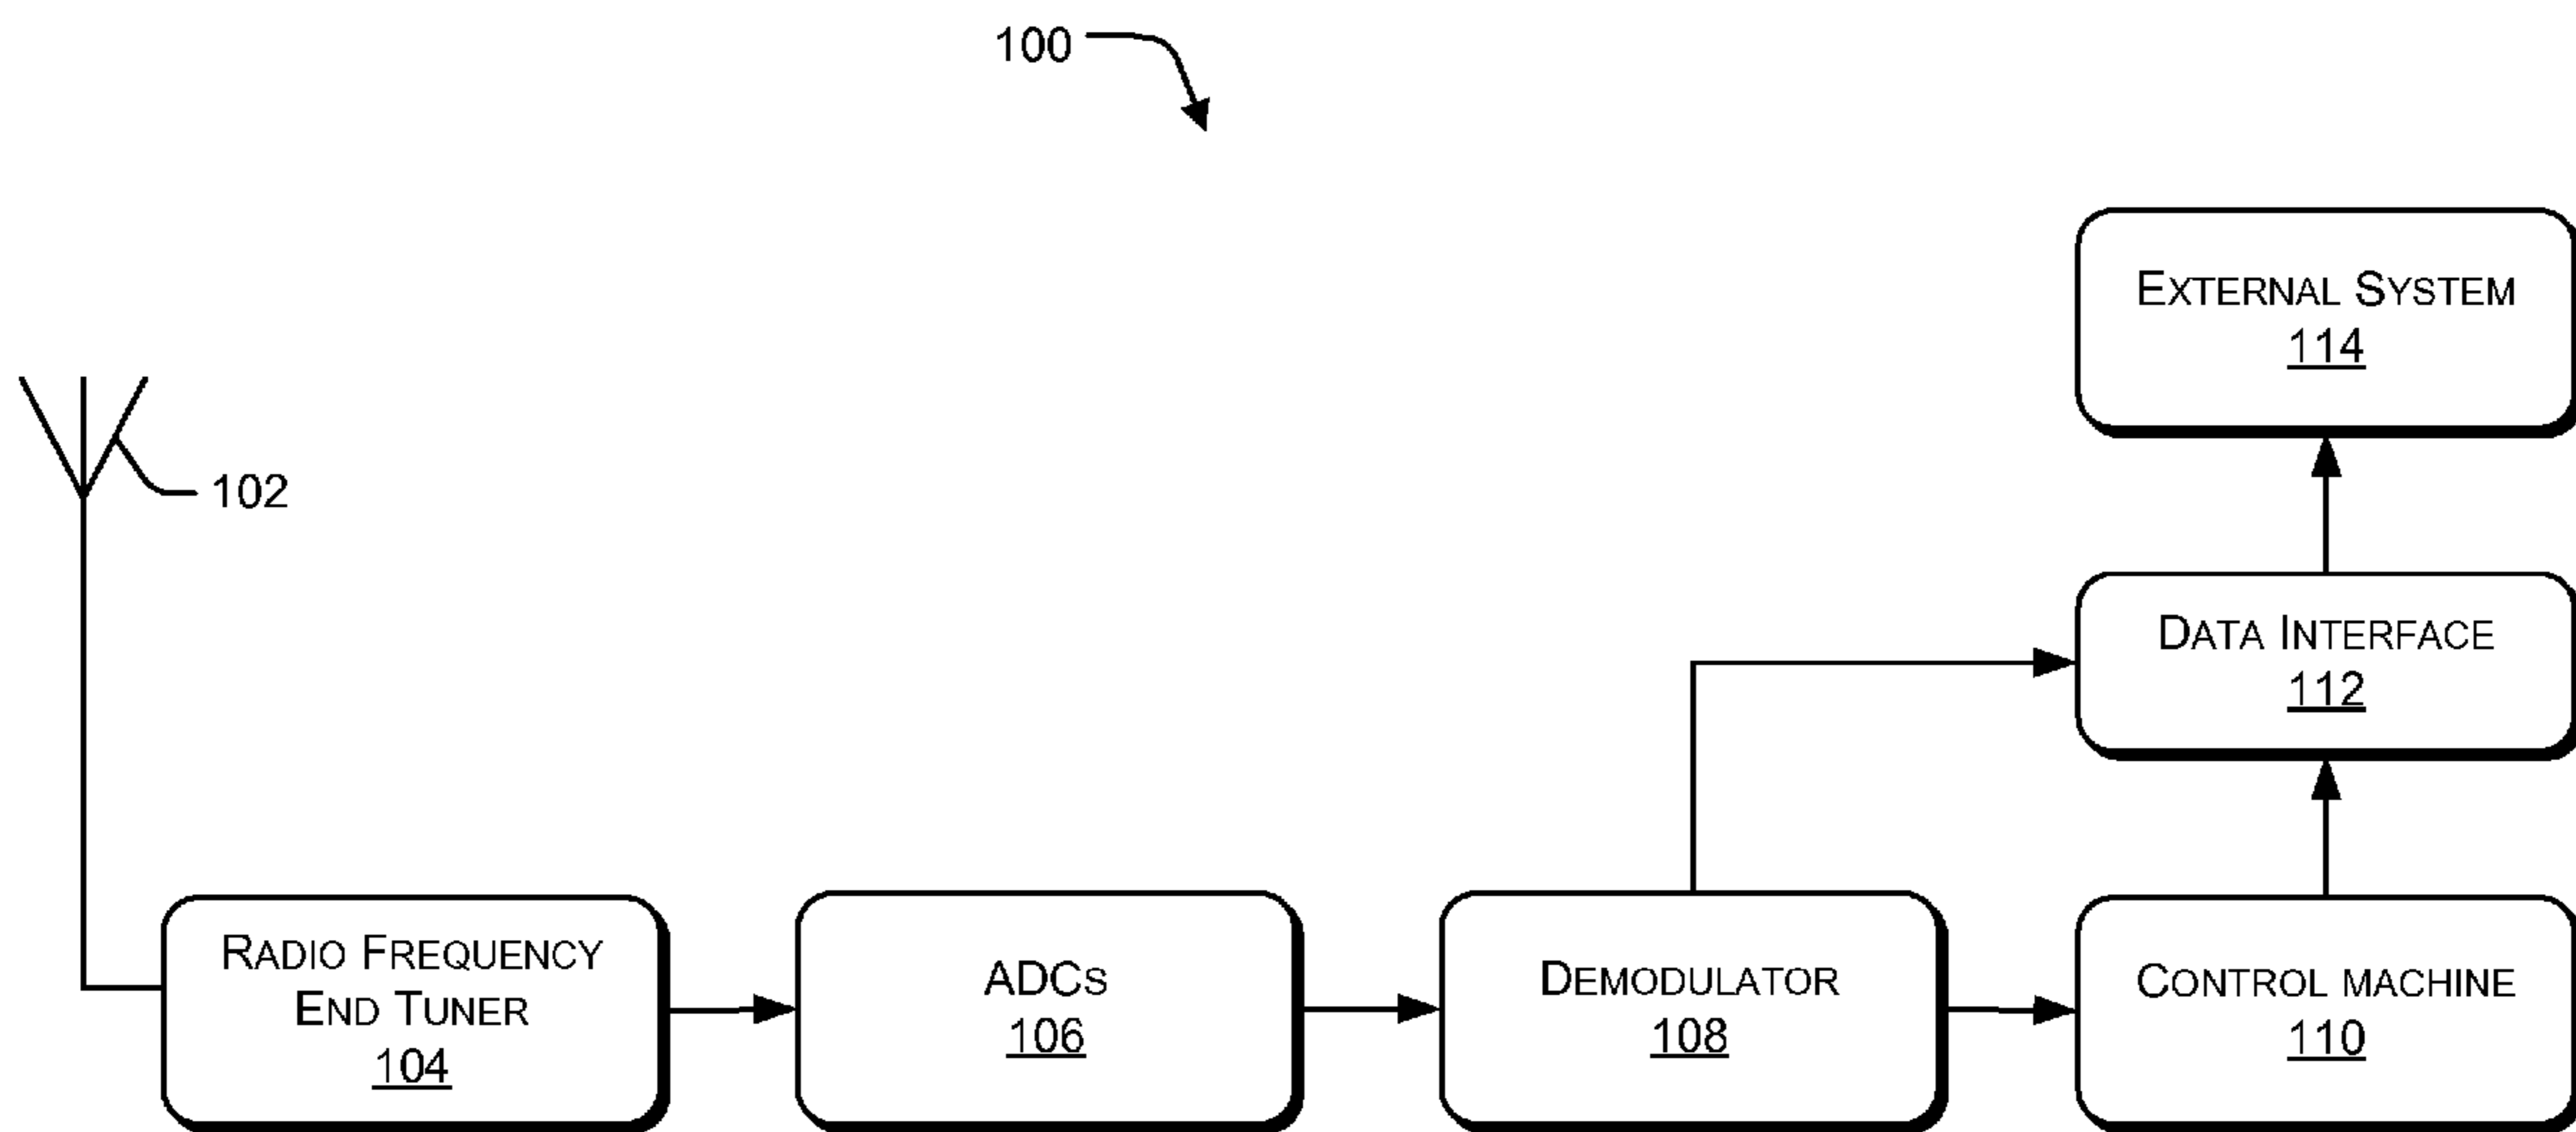 100
External System
114
102
Data Interface
112
Radio Frequency
End Tuner
104
ADCs
106
Demodulator
108
Control machine
110